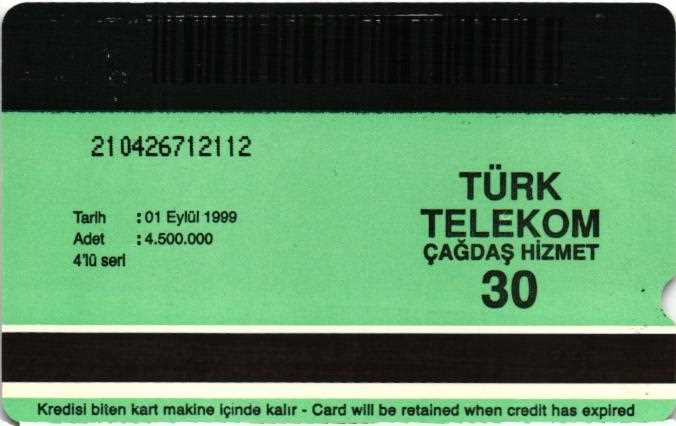 210426712112
Tarih : 01 Eylül 1999
Adet : 4.500.000
4'lü seri
TÜRK
TELEKOM
ÇAĞDAŞ HİZMET
30
Kredisi biten kart makine içinde kalır - Card will be retained when credit has expired